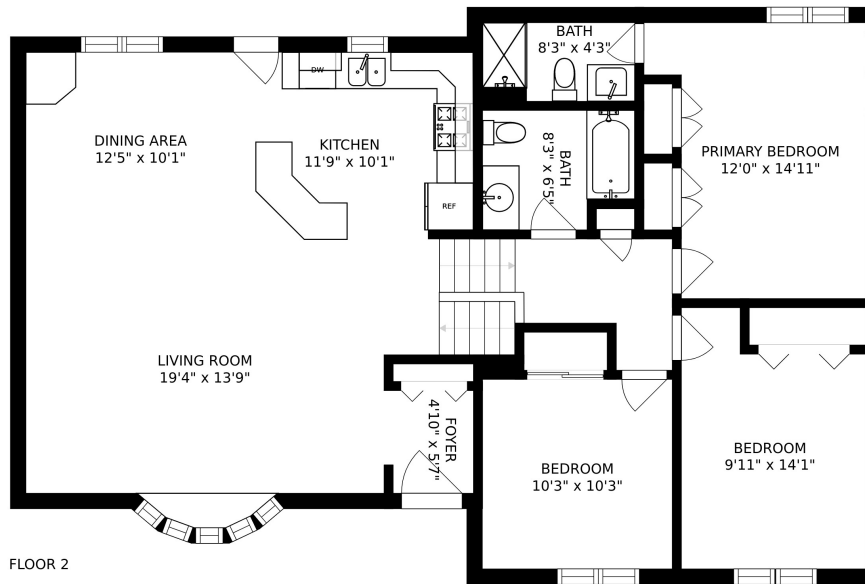 BATH
8'3" x 4'3"
DW
DINING AREA
12'5" x 10'1"
KITCHEN
11'9" x 10'1"
BATH
8'3" x 6'5"
PRIMARY BEDROOM
12'0" x 14'11"
REF
LIVING ROOM
19'4" x 13'9"
FOYER
4'10" x 5'7"
BEDROOM
10'3" x 10'3"
BEDROOM
9'11" x 14'1"
FLOOR 2